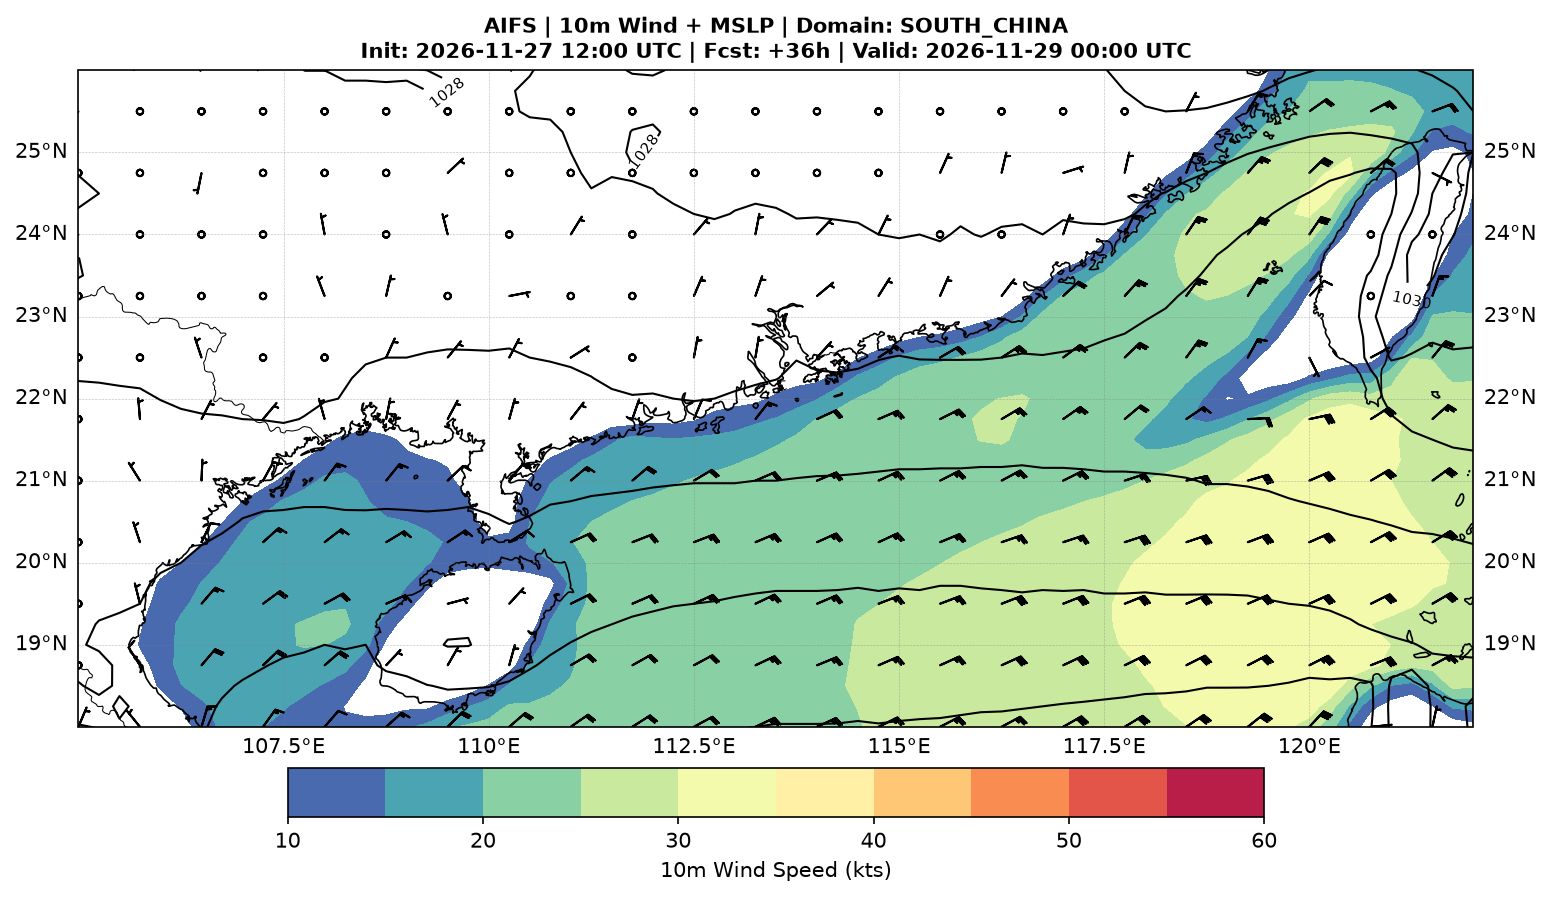 AIFS | 10m Wind + MSLP | Domain: SOUTH_CHINA
Init: 2026-11-27 12:00 UTC | Fcst: +36h | Valid: 2026-11-29 00:00 UTC
1028
1028
25°N
25°N
24°N
24°N
1030
23°N
23°N
22°N
22°N
21°N
21°N
20°N
20°N
19°N
19°N
107.5°E
110°E
112.5°E
115°E
117.5°E
120°E
10
20
30
40
50
60
10m Wind Speed (kts)